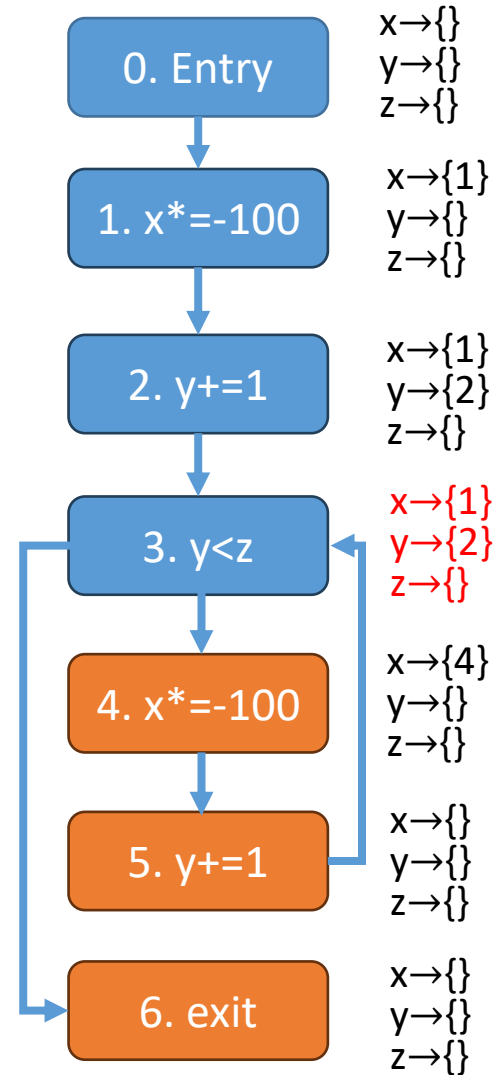 0. Entry
x→{}
y→{}
z→{}
1. x*=-100
x→{1}
y→{}
z→{}
2. y+=1
x→{1}
y→{2}
z→{}
3. y<z
x→{1}
y→{2}
z→{}
4. x*=-100
x→{4}
y→{}
z→{}
5. y+=1
x→{}
y→{}
z→{}
6. exit
x→{}
y→{}
z→{}